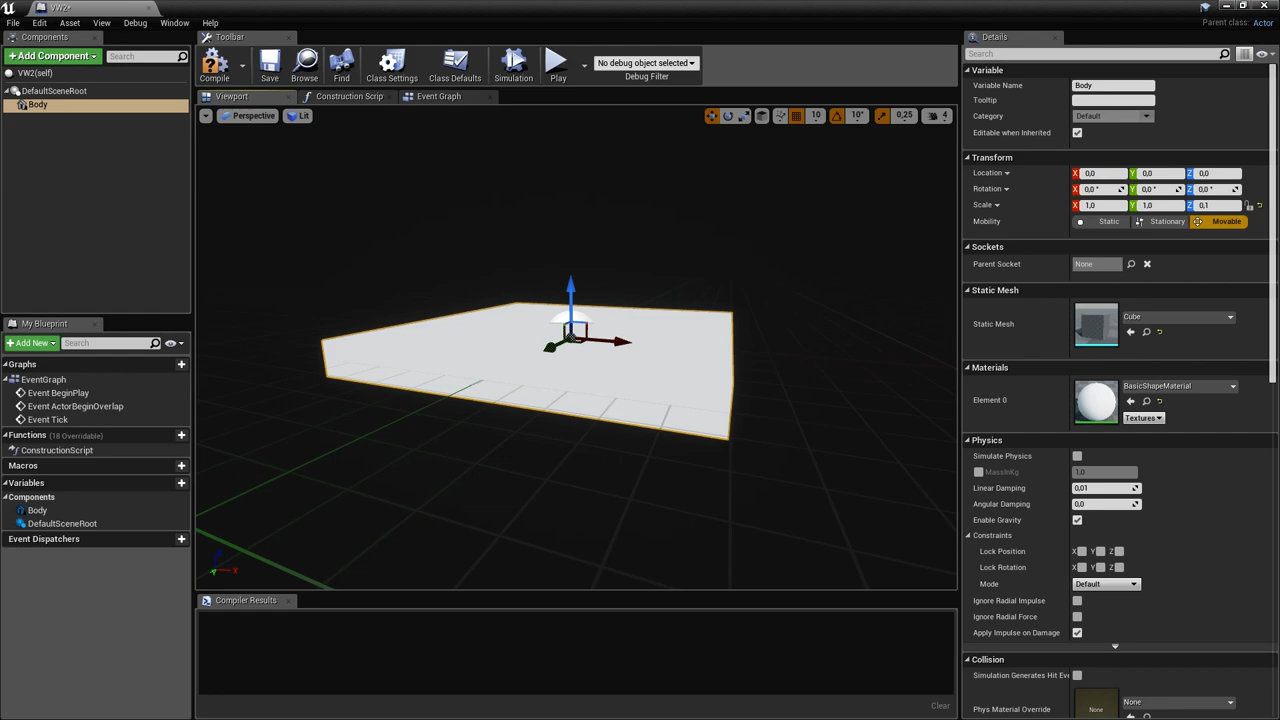 VW2*
File Edit Asset View Debug Window Help
Parent class: Actor
Components
Add Component
Search
VW2(self)
DefaultSceneRoot
Body
My Blueprint
Add New
Search
Graphs
EventGraph
Event BeginPlay
Event ActorBeginOverlap
Event Tick
Functions (18 Overridable)
ConstructionScript
Macros
Variables
Components
Body
DefaultSceneRoot
Event Dispatchers
Toolbar
Compile Save Browse Find Class Settings Class Defaults Simulation Play
No debug object selected
Debug Filter
Viewport Construction Scrip Event Graph
Perspective Lit
10 10° 0,25 4
X
Compiler Results
Clear
Details
Search
Variable
Variable Name Body
Tooltip
Category Default
Editable when Inherited
Transform
Location X 0,0 Y 0,0 Z 0,0
Rotation X 0,0 ° Y 0,0 ° Z 0,0 °
Scale X 1,0 Y 1,0 Z 0,1
Mobility Static Stationary Movable
Sockets
Parent Socket None
Static Mesh
Static Mesh Cube
Materials
Element 0 BasicShapeMaterial
Textures
Physics
Simulate Physics
MassInKg 1,0
Linear Damping 0,01
Angular Damping 0,0
Enable Gravity
Constraints
Lock Position X Y Z
Lock Rotation X Y Z
Mode Default
Ignore Radial Impulse
Ignore Radial Force
Apply Impulse on Damage
Collision
Simulation Generates Hit Eve
Phys Material Override None None